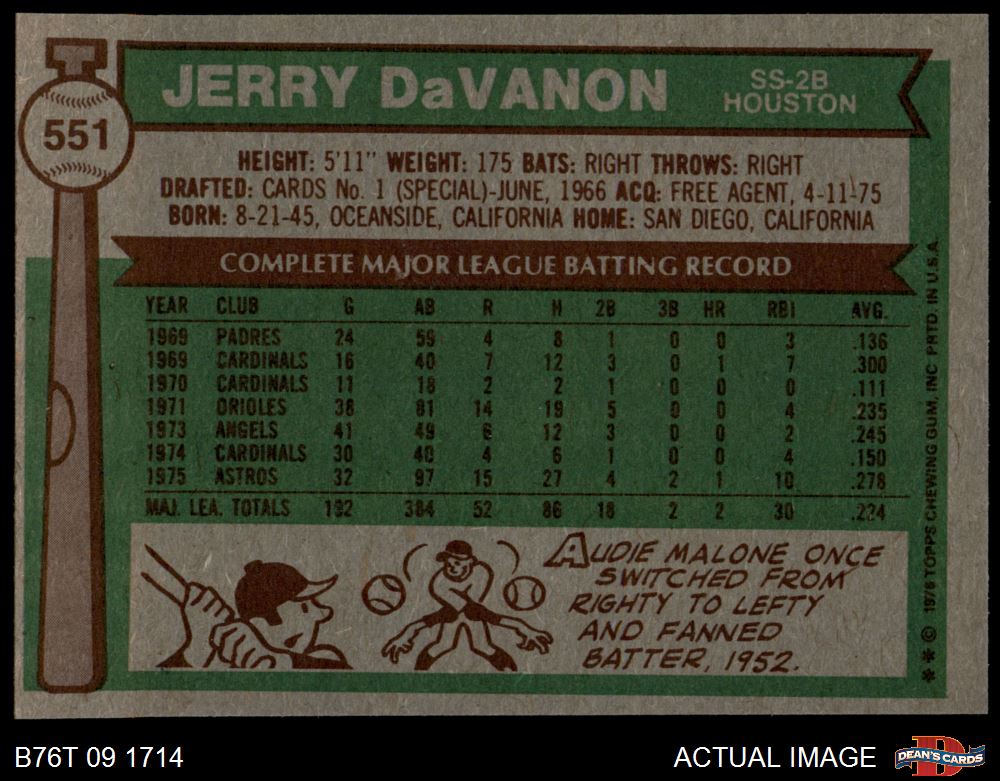 551
JERRY DaVANON
SS-2B
HOUSTON
HEIGHT: 5'11" WEIGHT: 175 BATS: RIGHT THROWS: RIGHT
DRAFTED: CARDS No. 1 (SPECIAL)-JUNE, 1966 ACQ: FREE AGENT, 4-11-75
BORN: 8-21-45, OCEANSIDE, CALIFORNIA HOME: SAN DIEGO, CALIFORNIA
COMPLETE MAJOR LEAGUE BATTING RECORD
YEAR CLUB G AB R H 2B 3B HR RBI AVG.
1969 PADRES 24 59 4 8 1 0 0 3 .136
1969 CARDINALS 16 40 7 12 3 0 1 7 .300
1970 CARDINALS 11 18 2 2 1 0 0 0 .111
1971 ORIOLES 38 81 14 19 5 0 0 4 .235
1973 ANGELS 41 49 6 12 3 0 0 2 .245
1974 CARDINALS 30 40 4 6 1 0 0 4 .150
1975 ASTROS 32 97 15 27 4 2 1 10 .278
MAJ. LEA. TOTALS 192 384 52 86 18 2 2 30 .224
AUDIE MALONE ONCE
SWITCHED FROM
RIGHTY TO LEFTY
AND FANNED
BATTER, 1952.
** © 1976 TOPPS CHEWING GUM, INC PRTD. IN U.S.A.
B76T 09 1714
ACTUAL IMAGE
D
DEAN'S CARDS